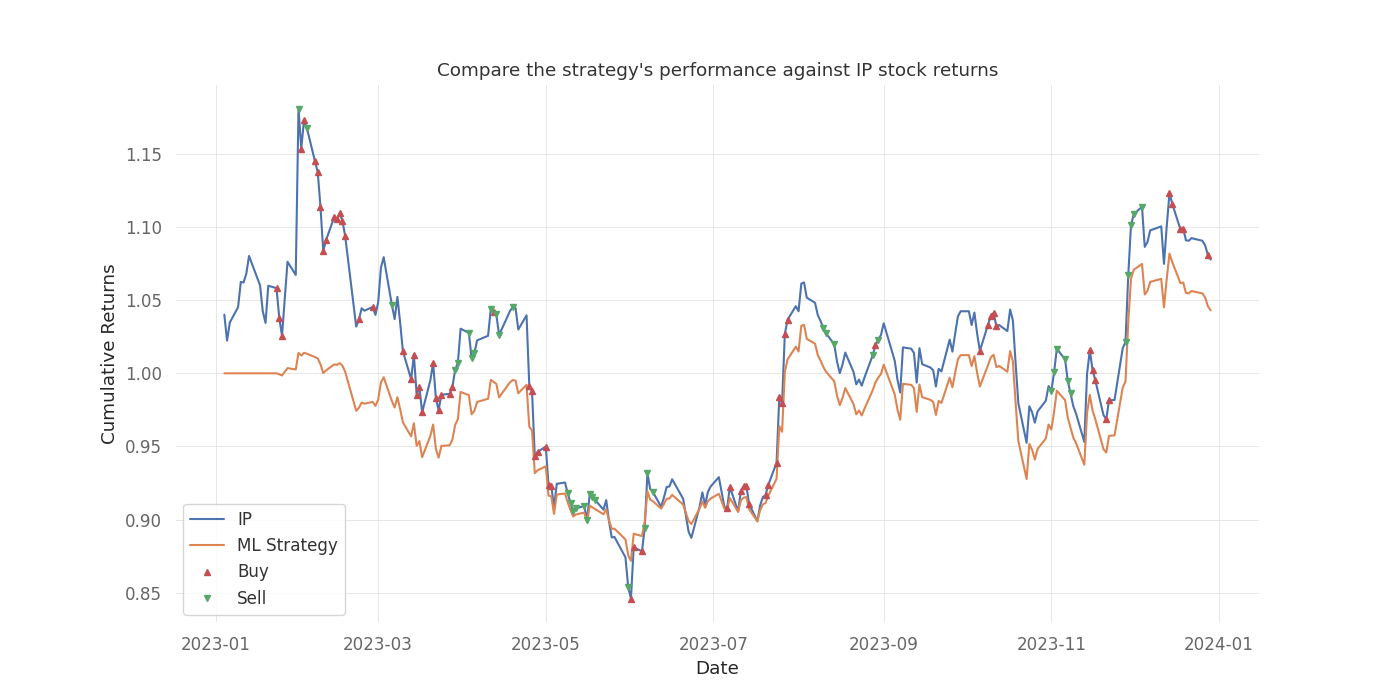 Compare the strategy's performance against IP stock returns
Cumulative Returns
1.15
1.10
1.05
1.00
0.95
0.90
0.85
IP
ML Strategy
Buy
Sell
2023-01 2023-03 2023-05 2023-07 2023-09 2023-11 2024-01
Date